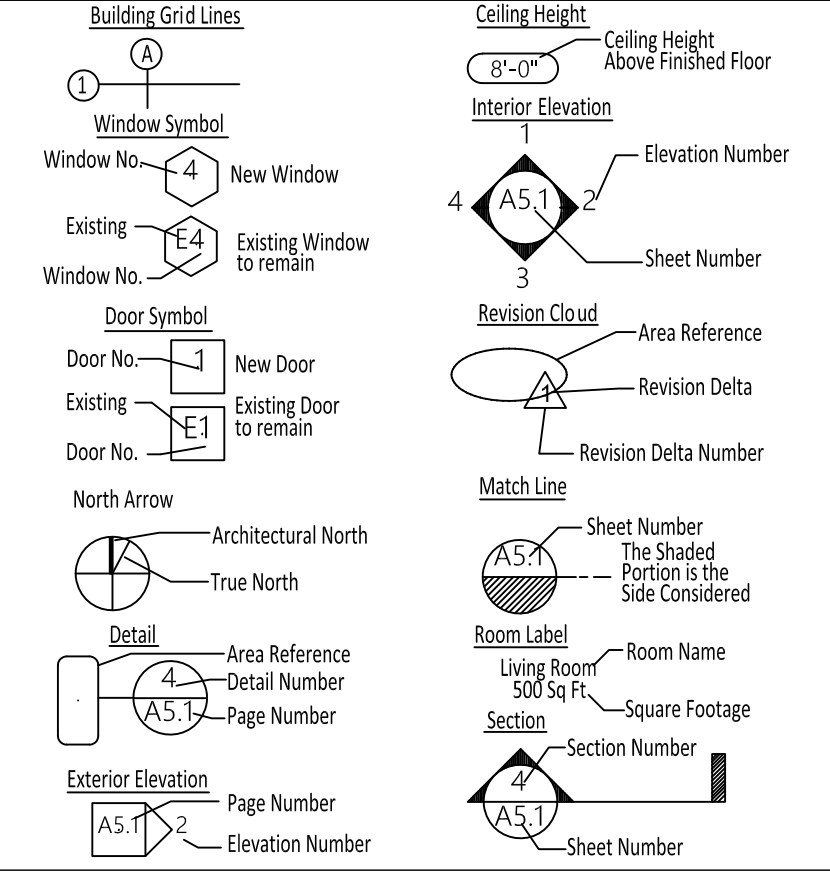 Building Grid Lines
A
1
Window Symbol
Window No.
4
New Window
Existing
E4
Existing Window
to remain
Window No.
Door Symbol
Door No.
1
New Door
Existing
E1
Existing Door
to remain
Door No.
North Arrow
Architectural North
True North
Detail
Area Reference
4
Detail Number
A5.1
Page Number
Exterior Elevation
Page Number
A5.1
2
Elevation Number
Ceiling Height
Ceiling Height
Above Finished Floor
8'-0"
Interior Elevation
1
Elevation Number
4
A5.1
2
Sheet Number
3
Revision Cloud
Area Reference
1
Revision Delta
Revision Delta Number
Match Line
Sheet Number
A5.1
The Shaded
Portion is the
Side Considered
Room Label
Living Room
Room Name
500 Sq Ft
Square Footage
Section
Section Number
4
A5.1
Sheet Number